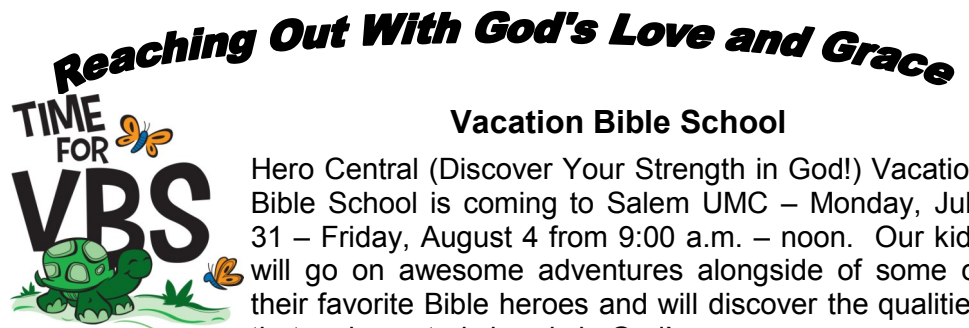 Reaching Out With God's Love and Grace
TIME
FOR
VBS
Vacation Bible School
Hero Central (Discover Your Strength in God!) Vacatio
Bible School is coming to Salem UMC – Monday, Jul
31 – Friday, August 4 from 9:00 a.m. – noon.  Our kid
will go on awesome adventures alongside of some o
their favorite Bible heroes and will discover the qualitie